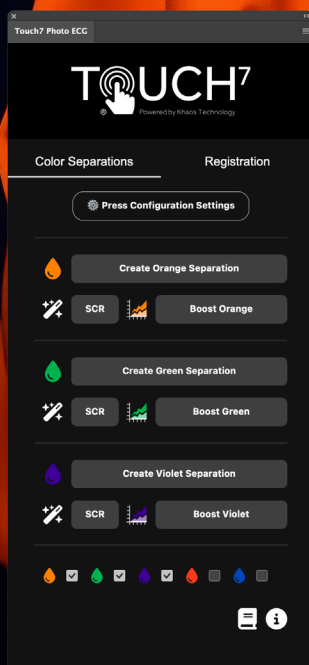 Touch7 Photo ECG
TOUCH7
® Powered by Khaos Technology
Color Separations Registration
Press Configuration Settings
Create Orange Separation
SCR Boost Orange
Create Green Separation
SCR Boost Green
Create Violet Separation
SCR Boost Violet